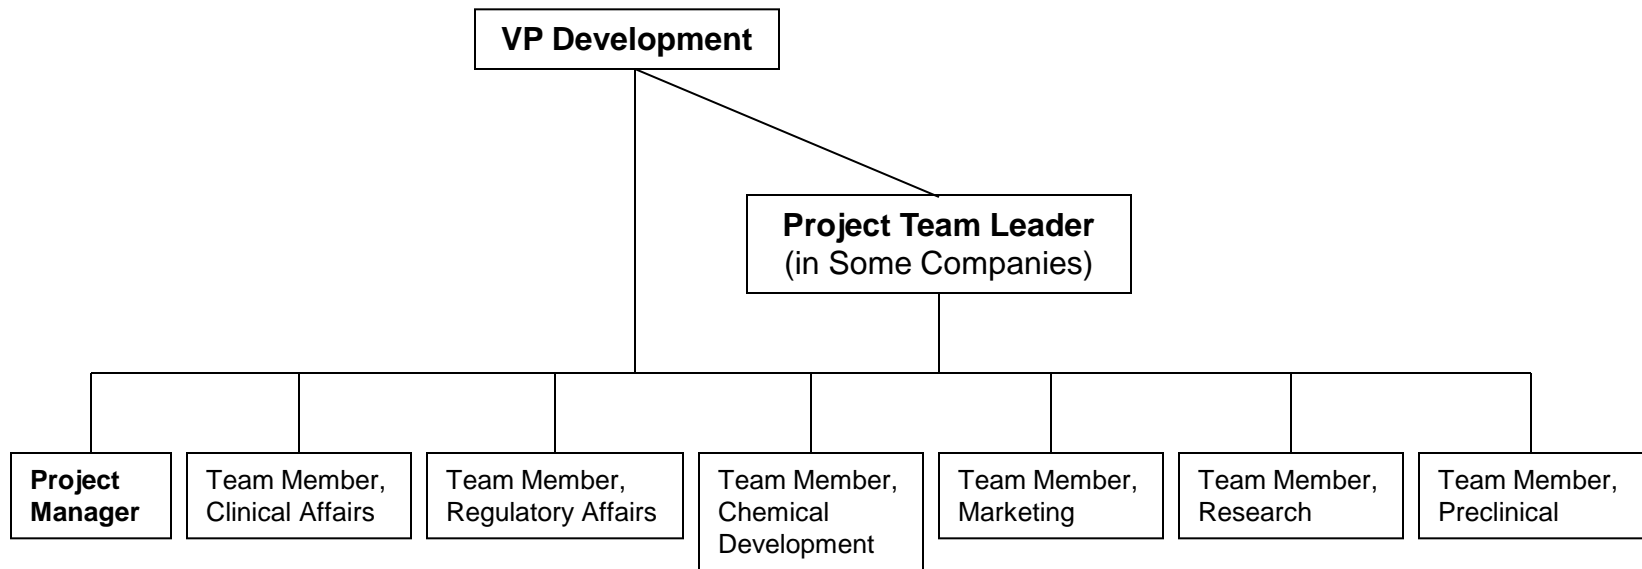 VP Development
Project Team Leader
(in Some Companies)
Project
Manager
Team Member,
Clinical Affairs
Team Member,
Regulatory Affairs
Team Member,
Chemical
Development
Team Member,
Marketing
Team Member,
Research
Team Member,
Preclinical